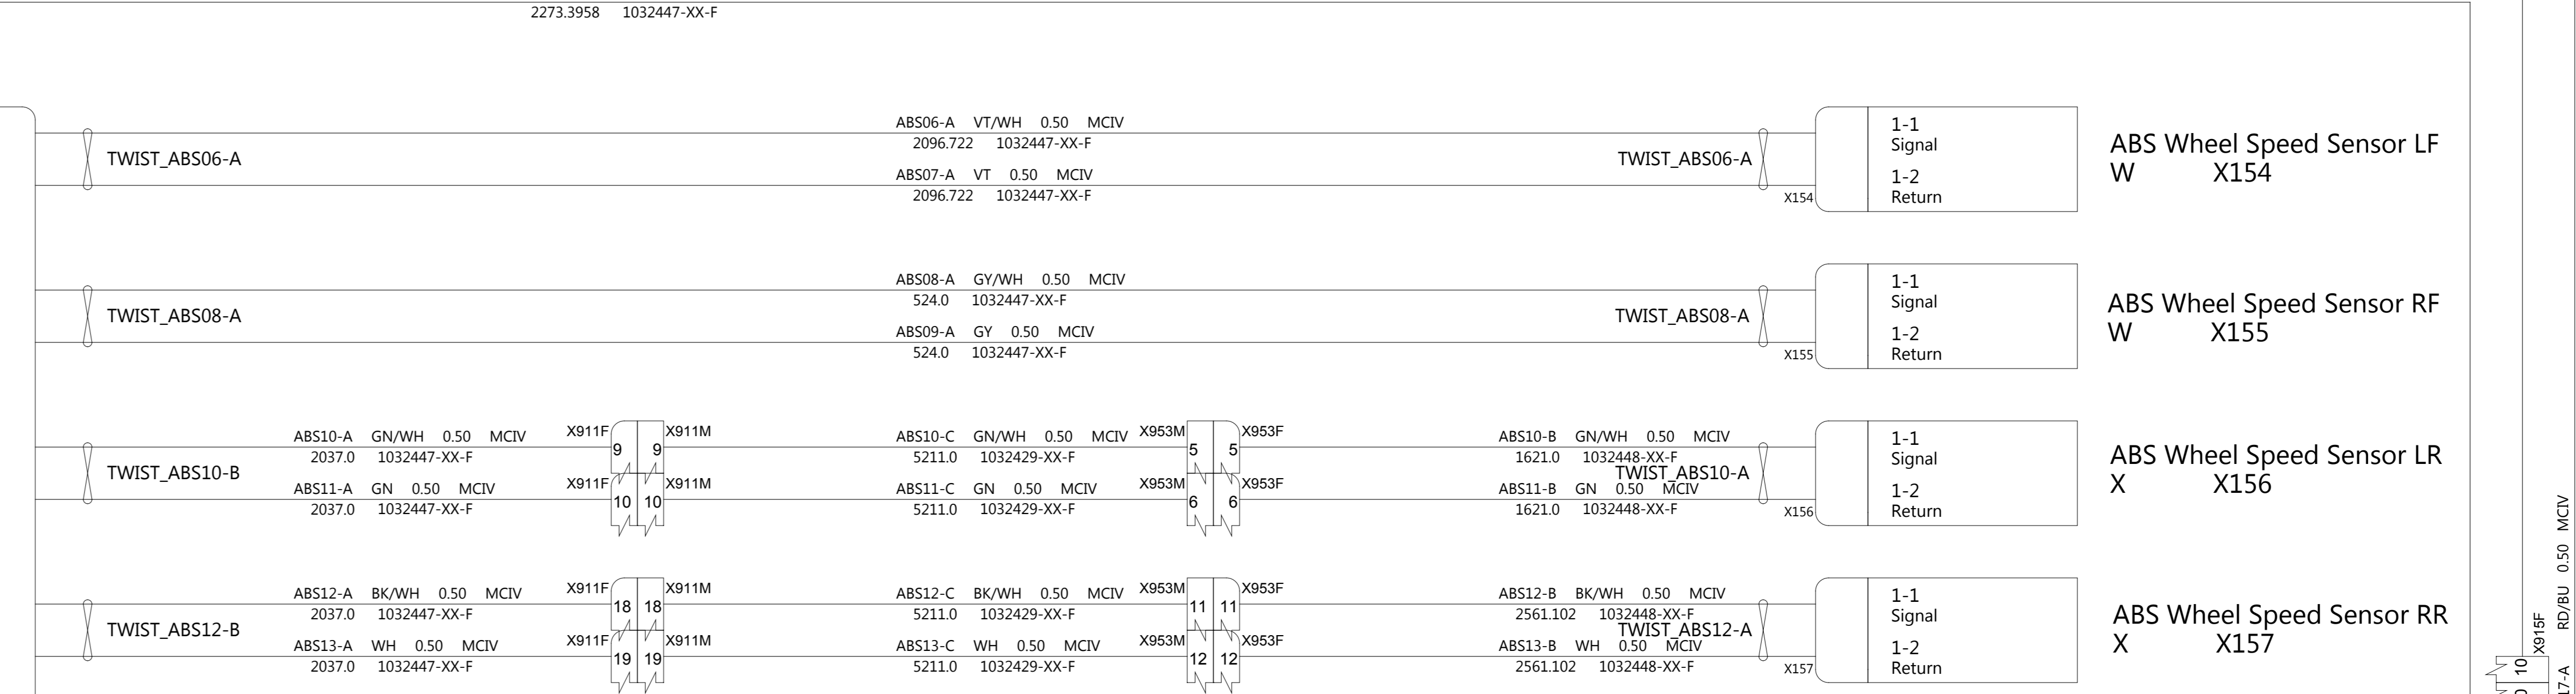 2273.3958 1032447-XX-F
ABS06-A VT/WH 0.50 MCIV
2096.722 1032447-XX-F
TWIST_ABS06-A
TWIST_ABS06-A
ABS07-A VT 0.50 MCIV
2096.722 1032447-XX-F
X154
1-1
Signal
1-2
Return
ABS Wheel Speed Sensor LF
W X154
ABS08-A GY/WH 0.50 MCIV
524.0 1032447-XX-F
TWIST_ABS08-A
TWIST_ABS08-A
ABS09-A GY 0.50 MCIV
524.0 1032447-XX-F
X155
1-1
Signal
1-2
Return
ABS Wheel Speed Sensor RF
W X155
ABS10-A GN/WH 0.50 MCIV X911F 9 9 X911M ABS10-C GN/WH 0.50 MCIV X953M 5 5 X953F ABS10-B GN/WH 0.50 MCIV
2037.0 1032447-XX-F 5211.0 1032429-XX-F 1621.0 1032448-XX-F
TWIST_ABS10-B TWIST_ABS10-A
ABS11-A GN 0.50 MCIV X911F 10 10 X911M ABS11-C GN 0.50 MCIV X953M 6 6 X953F ABS11-B GN 0.50 MCIV
2037.0 1032447-XX-F 5211.0 1032429-XX-F 1621.0 1032448-XX-F
X156
1-1
Signal
1-2
Return
ABS Wheel Speed Sensor LR
X X156
ABS12-A BK/WH 0.50 MCIV X911F 18 18 X911M ABS12-C BK/WH 0.50 MCIV X953M 11 11 X953F ABS12-B BK/WH 0.50 MCIV
2037.0 1032447-XX-F 5211.0 1032429-XX-F 2561.102 1032448-XX-F
TWIST_ABS12-B TWIST_ABS12-A
ABS13-A WH 0.50 MCIV X911F 19 19 X911M ABS13-C WH 0.50 MCIV X953M 12 12 X953F ABS13-B WH 0.50 MCIV
2037.0 1032447-XX-F 5211.0 1032429-XX-F 2561.102 1032448-XX-F
X157
1-1
Signal
1-2
Return
ABS Wheel Speed Sensor RR
X X157
10 X915F
7-A RD/BU 0.50 MCIV